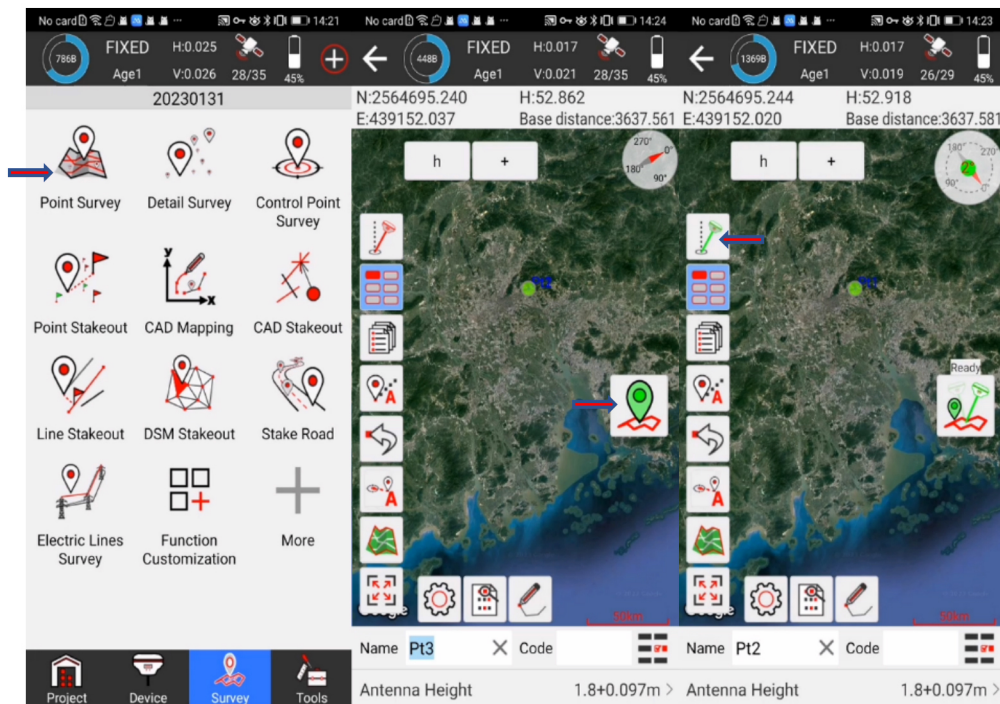 No card 14:21
786B
FIXED H:0.025
Age1 V:0.026 28/35 45%
20230131
Point Survey Detail Survey Control Point
Survey
Point Stakeout CAD Mapping CAD Stakeout
Line Stakeout DSM Stakeout Stake Road
Electric Lines Function More
Survey Customization
Project Device Survey Tools
No card 14:24
448B
FIXED H:0.017
Age1 V:0.021 28/35 45%
N:2564695.240 H:52.862
E:439152.037 Base distance:3637.561
h +
270° 0°
180° 90°
A
A
Google
Name Pt3 Code
Antenna Height 1.8+0.097m >
No card 14:23
1369B
FIXED H:0.017
Age1 V:0.019 26/29 45%
N:2564695.244 H:52.918
E:439152.020 Base distance:3637.581
h +
180° 270°
90° 0°
Ready
A
A
Name Pt2 Code
Antenna Height 1.8+0.097m >